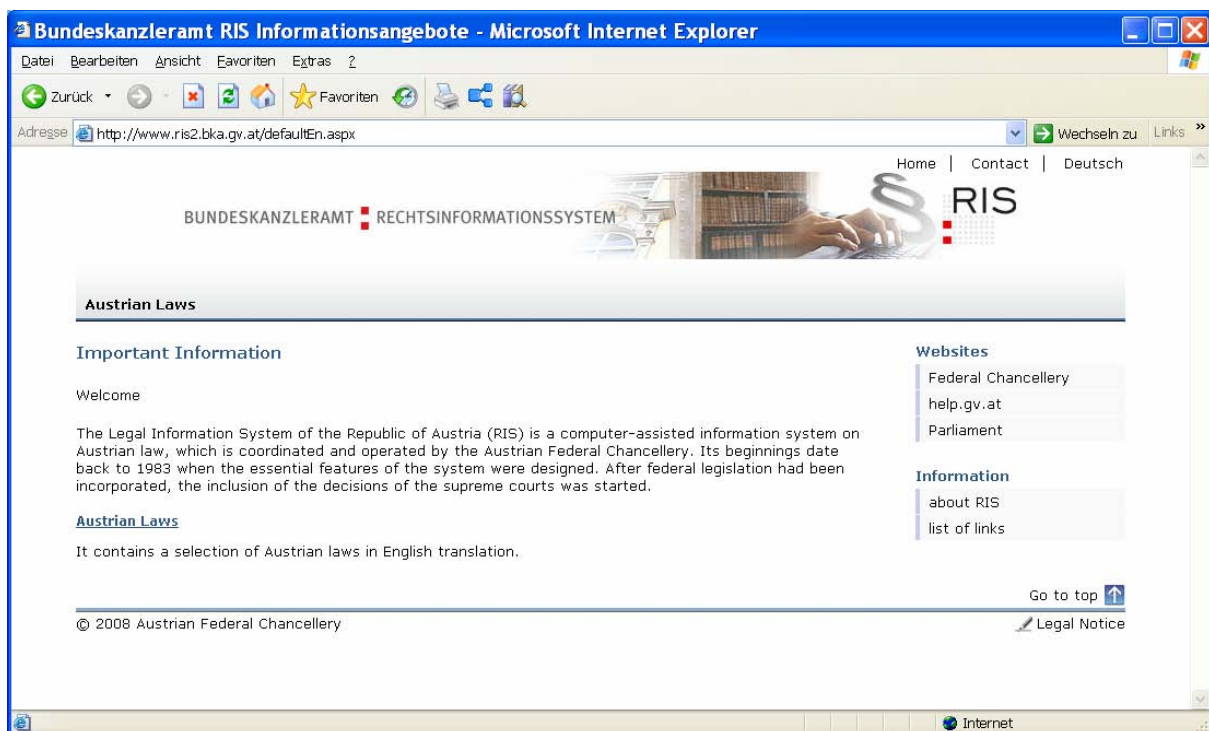 Bundeskanzleramt RIS Informationsangebote - Microsoft Internet Explorer
Datei Bearbeiten Ansicht Favoriten Extras ?
Zurück Favoriten
Adresse http://www.ris2.bka.gv.at/defaultEn.aspx Wechseln zu Links »
Home | Contact | Deutsch
BUNDESKANZLERAMT RECHTSINFORMATIONSSYSTEM
§ RIS
Austrian Laws
Important Information
Welcome
The Legal Information System of the Republic of Austria (RIS) is a computer-assisted information system on
Austrian law, which is coordinated and operated by the Austrian Federal Chancellery. Its beginnings date
back to 1983 when the essential features of the system were designed. After federal legislation had been
incorporated, the inclusion of the decisions of the supreme courts was started.
Austrian Laws
It contains a selection of Austrian laws in English translation.
Websites
Federal Chancellery
help.gv.at
Parliament
Information
about RIS
list of links
Go to top
© 2008 Austrian Federal Chancellery
Legal Notice
Internet